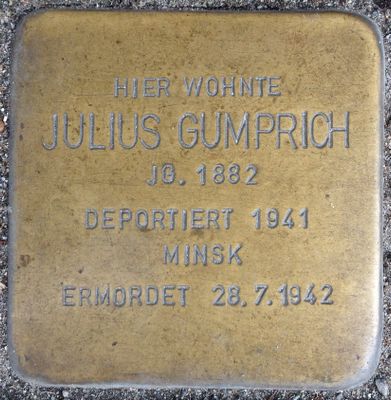 HIER WOHNTE
JULIUS GUMPRICH
JG. 1882
DEPORTIERT 1941
MINSK
ERMORDET 28.7.1942